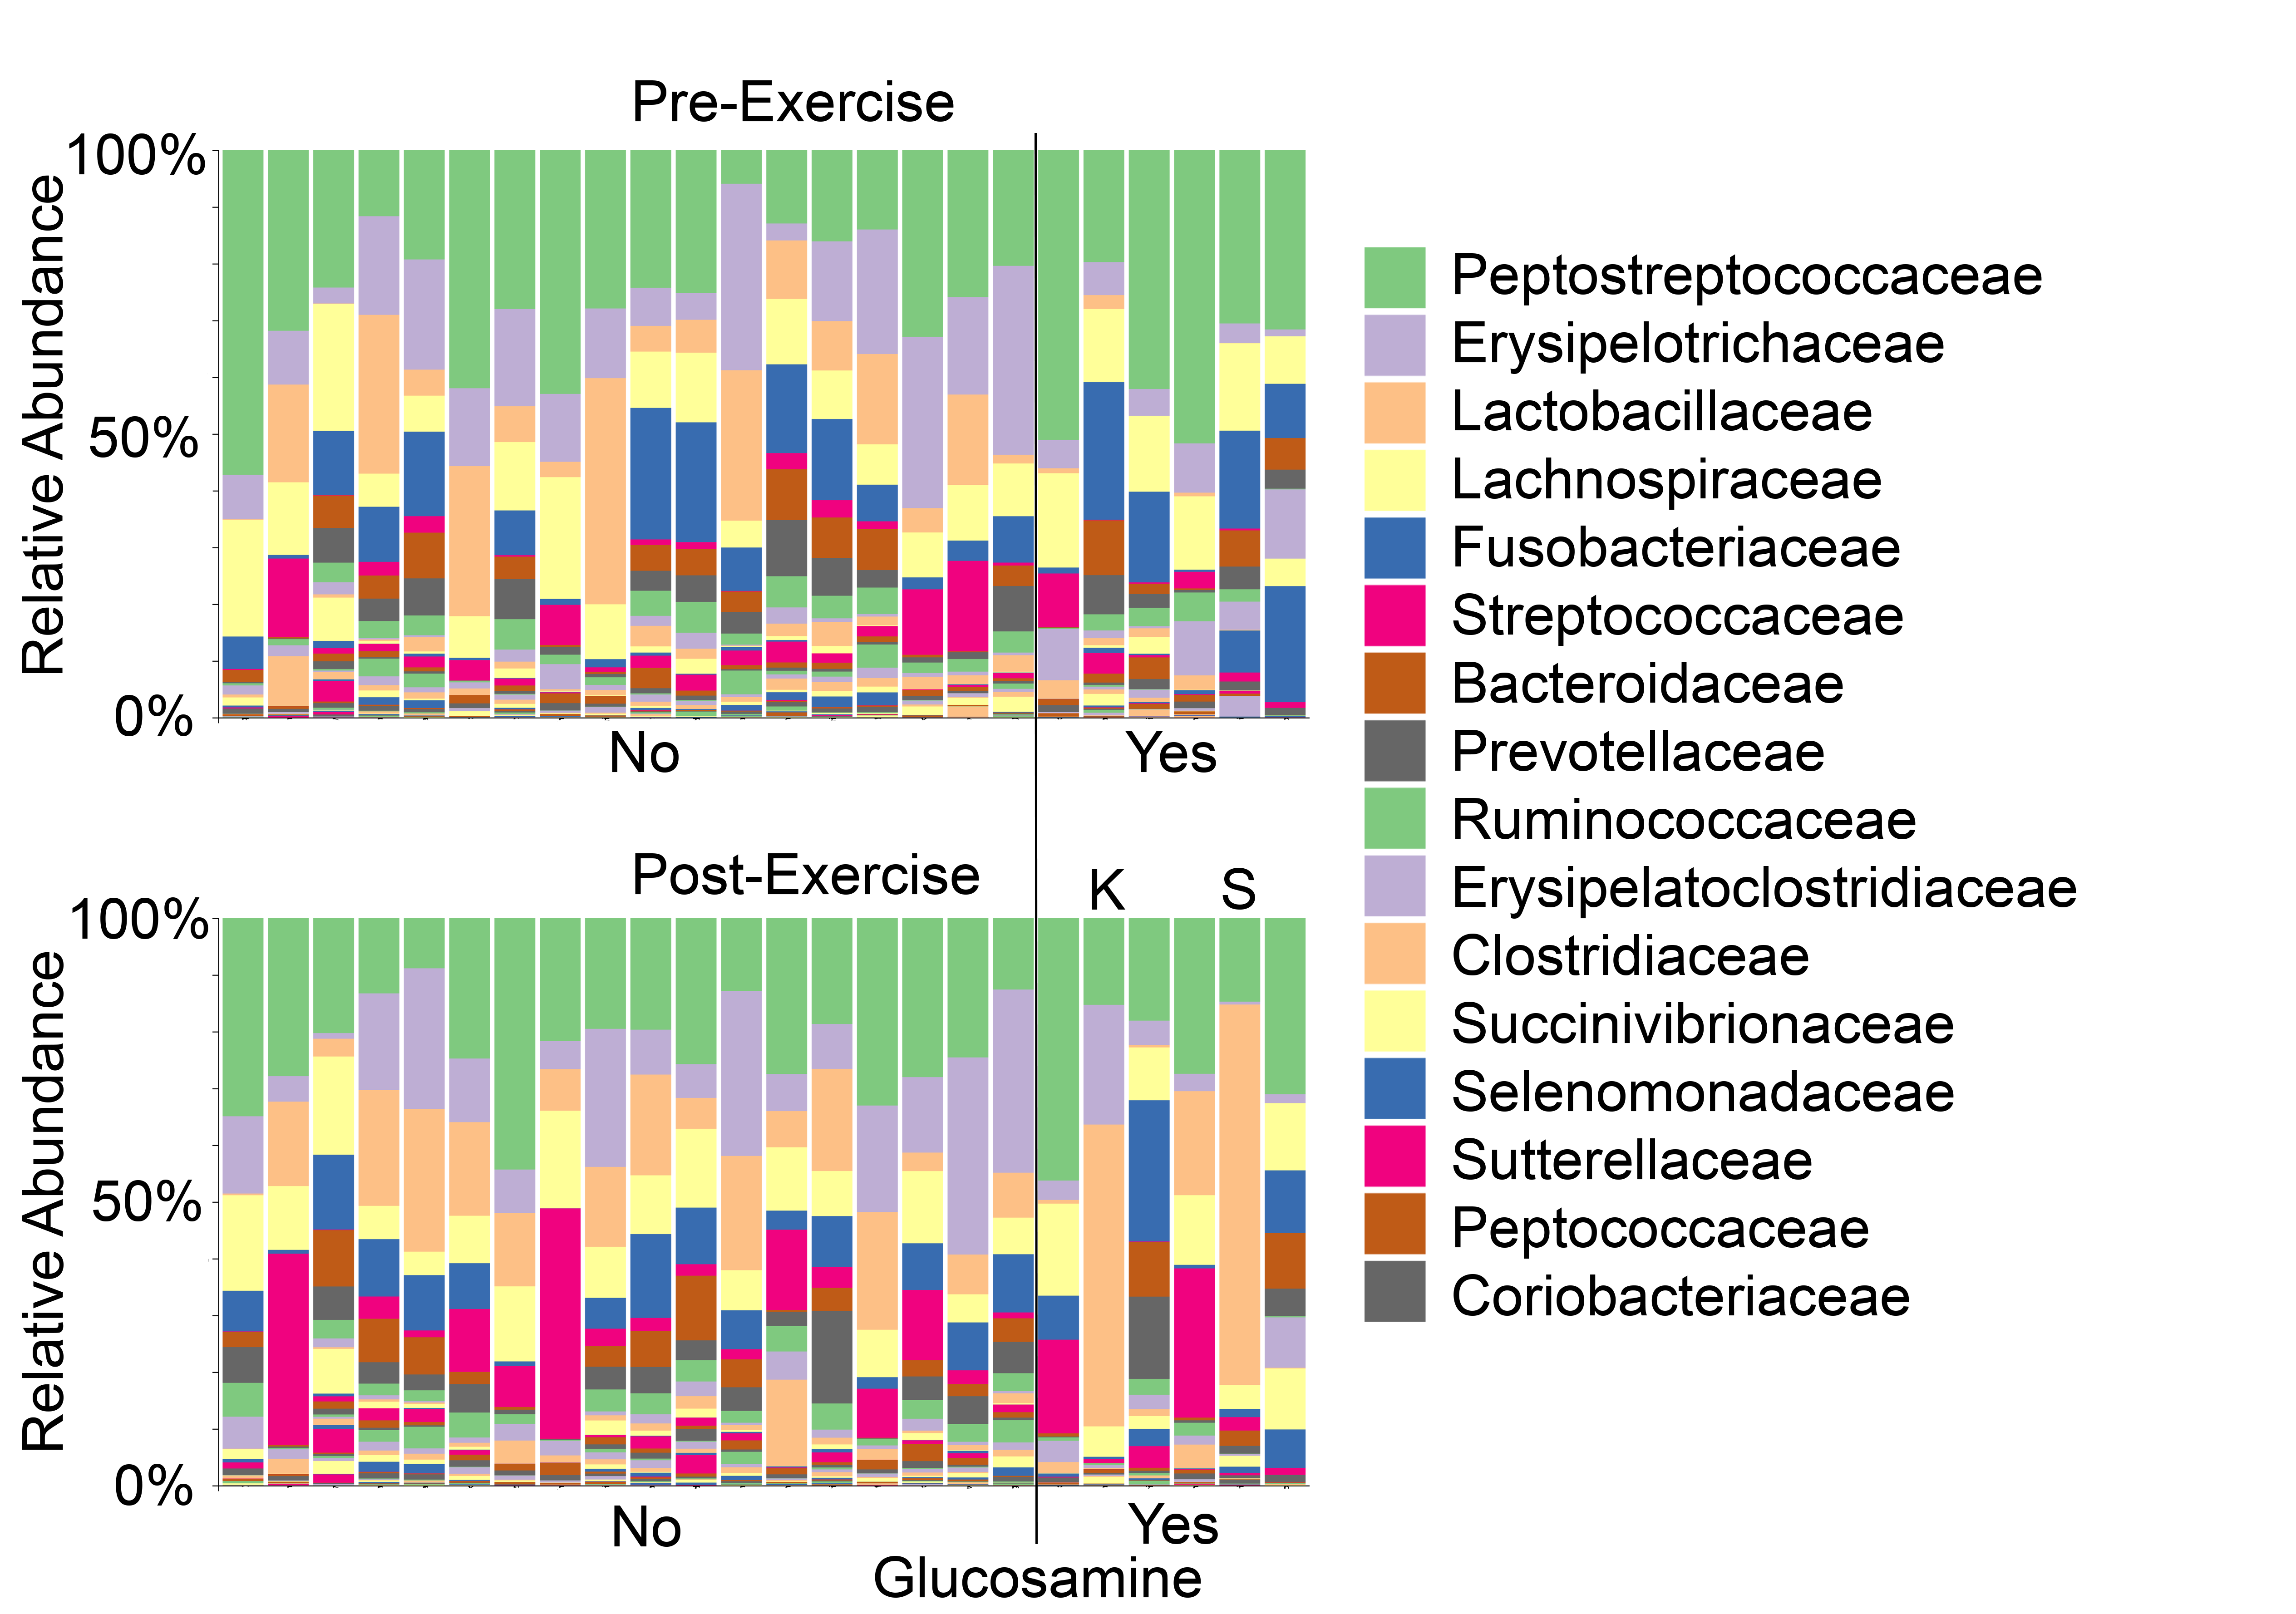 Pre-Exercise
Relative Abundance
100%
50%
0%
No
Yes
Post-Exercise
K
S
Relative Abundance
100%
50%
0%
No
Yes
Glucosamine
Peptostreptococcaceae
Erysipelotrichaceae
Lactobacillaceae
Lachnospiraceae
Fusobacteriaceae
Streptococcaceae
Bacteroidaceae
Prevotellaceae
Ruminococcaceae
Erysipelatoclostridiaceae
Clostridiaceae
Succinivibrionaceae
Selenomonadaceae
Sutterellaceae
Peptococcaceae
Coriobacteriaceae